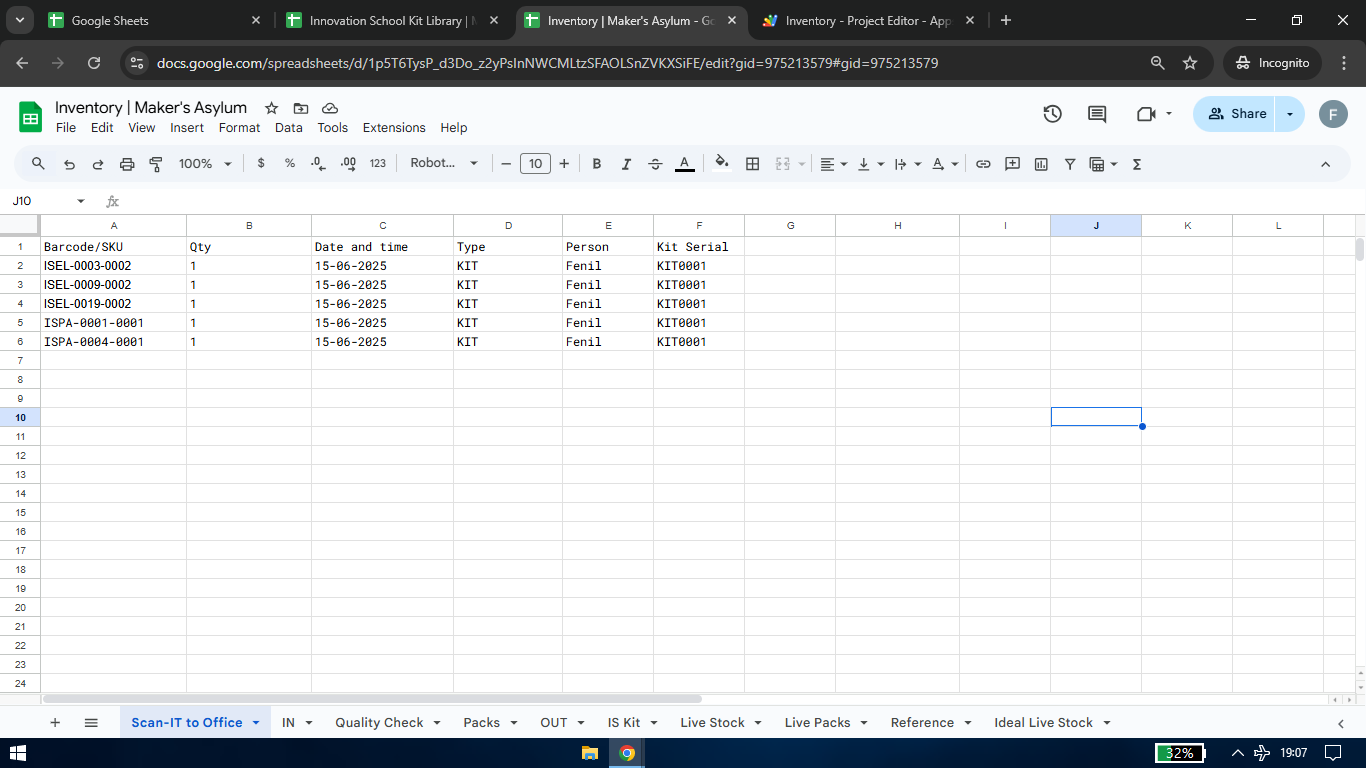 Google Sheets
Innovation School Kit Library |
Inventory | Maker's Asylum - Go
Inventory - Project Editor - App
docs.google.com/spreadsheets/d/1p5T6TysP_d3Do_z2yPsInNWCMLtzSFAOLSnZVKXSiFE/edit?gid=975213579#gid=975213579
Incognito
Inventory | Maker's Asylum
File Edit View Insert Format Data Tools Extensions Help
Share
F
100% $ % .0 .00 123 Robot... − 10 + B I S A Σ
J10 fx
A B C D E F G H I J K L
1 Barcode/SKU Qty Date and time Type Person Kit Serial
2 ISEL-0003-0002 1 15-06-2025 KIT Fenil KIT0001
3 ISEL-0009-0002 1 15-06-2025 KIT Fenil KIT0001
4 ISEL-0019-0002 1 15-06-2025 KIT Fenil KIT0001
5 ISPA-0001-0001 1 15-06-2025 KIT Fenil KIT0001
6 ISPA-0004-0001 1 15-06-2025 KIT Fenil KIT0001
7
8
9
10
11
12
13
14
15
16
17
18
19
20
21
22
23
24
+ Scan-IT to Office IN Quality Check Packs OUT IS Kit Live Stock Live Packs Reference Ideal Live Stock
32% 19:07